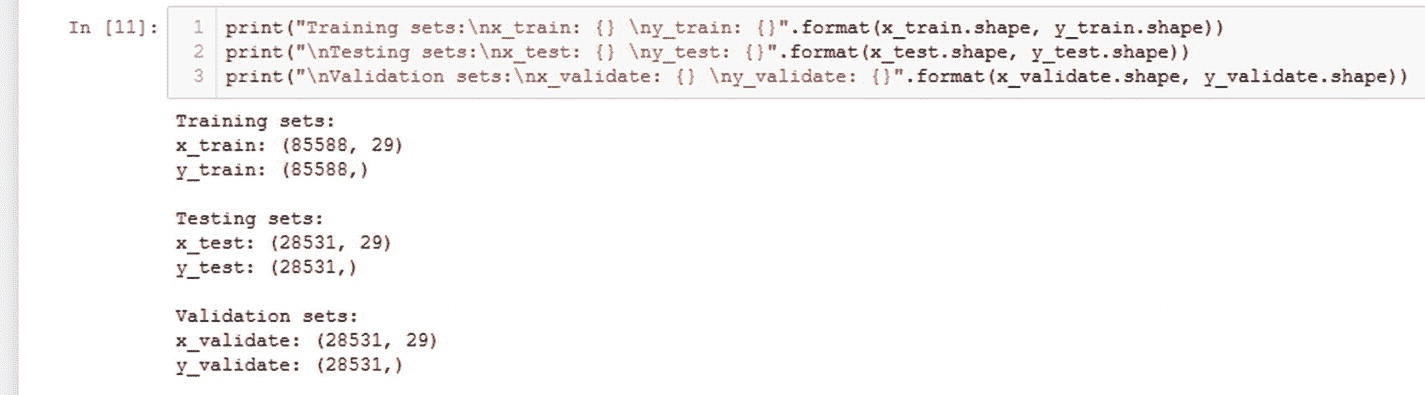 In [11]:
1 print("Training sets:\nx_train: {} \ny_train: {}".format(x_train.shape, y_train.shape))
2 print("\nTesting sets:\nx_test: {} \ny_test: {}".format(x_test.shape, y_test.shape))
3 print("\nValidation sets:\nx_validate: {} \ny_validate: {}".format(x_validate.shape, y_validate.shape))
Training sets:
x_train: (85588, 29)
y_train: (85588,)
Testing sets:
x_test: (28531, 29)
y_test: (28531,)
Validation sets:
x_validate: (28531, 29)
y_validate: (28531,)